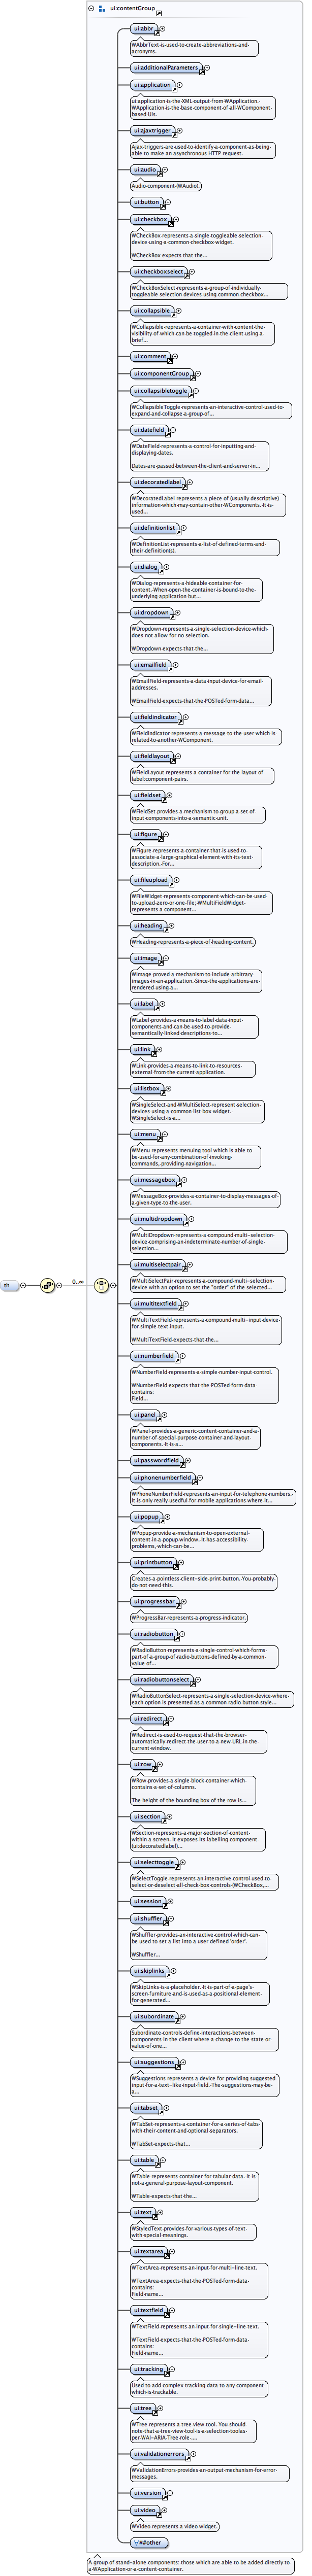 ui:contentGroup
ui:abbr
WAbbrText is used to create abbreviations and
acronyms.
ui:additionalParameters
ui:application
ui:application is the XML output from WApplication.
WApplication is the base component of all WComponent
based UIs.
ui:ajaxtrigger
Ajax triggers are used to identify a component as being
able to make an asynchronous HTTP request.
ui:audio
Audio component (WAudio).
ui:button
ui:checkbox
WCheckBox represents a single toggleable selection
device using a common checkbox widget.
WCheckBox expects that the...
ui:checkboxselect
WCheckBoxSelect represents a group of individually
toggleable selection devices using common checkbox...
ui:collapsible
WCollapsible represents a container with content the
visibility of which can be toggled in the client using a
brief...
ui:comment
ui:componentGroup
ui:collapsibletoggle
WCollapsibleToggle represents an interactive control used to
expand and collapse a group of...
ui:datefield
WDateField represents a control for inputting and
displaying dates.
Dates are passed between the client and server in...
ui:decoratedlabel
WDecoratedLabel represents a piece of (usually descriptive)
information which may contain other WComponents. It is
used...
ui:definitionlist
WDefinitionList represents a list of defined terms and
their definition(s).
ui:dialog
WDialog represents a hideable container for
content. When open the container is bound to the
underlying application but...
ui:dropdown
WDropdown represents a single selection device which
does not allow for no selection.
WDropdown expects that the...
ui:emailfield
WEmailField represents a data input device for email
addresses.
WEmailField expects that the POSTed form data...
ui:fieldindicator
WFieldIndicator represents a message to the user which is
related to another WComponent.
ui:fieldlayout
WFieldLayout represents a container for the layout of
label:component pairs.
ui:fieldset
WFieldSet provides a mechanism to group a set of
input components into a semantic unit.
ui:figure
WFigure represents a container that is used to
associate a large graphical element with its text
description. For...
ui:fileupload
WFileWidget represents component which can be used
to upload zero or one file; WMultiFieldWidget
represents a component...
ui:heading
WHeading represents a piece of heading content.
ui:image
WImage proved a mechanism to include arbitrary
images in an application. Since the applications are
rendered using a...
ui:label
WLabel provides a means to label data input
components and can be used to provide
semantically linked descriptions to...
ui:link
WLink provides a means to link to resources
external from the current application.
ui:listbox
WSingleSelect and WMultiSelect represent selection
devices using a common list box widget.
WSingleSelect is a...
ui:menu
WMenu represents menuing tool which is able to
be used for any combination of invoking
commands, providing navigation...
ui:messagebox
WMessageBox provides a container to display messages of
a given type to the user.
ui:multidropdown
WMultiDropdown represents a compound multi-selection
device comprising an indeterminate number of single
selection...
ui:multiselectpair
WMultiSelectPair represents a compound multi-selection
device with an option to set the "order" of the selected...
th
0..∞
ui:multitextfield
WMultiTextField represents a compound multi-input device
for simple text input.
WMultiTextField expects that the...
ui:numberfield
WNumberField represents a simple number input control.
WNumberField expects that the POSTed form data
contains:
Field...
ui:panel
WPanel provides a generic content container and a
number of special purpose container and layout
components. It is a...
ui:passwordfield
ui:phonenumberfield
WPhoneNumberField represents an input for telephone numbers.
It is only really usedful for mobile applications where it...
ui:popup
WPopup provide a mechanism to open external
content in a popup window. It has accessibility
problems, which can be...
ui:printbutton
Creates a pointless client-side print button. You probably
do not need this.
ui:progressbar
WProgressBar represents a progress indicator.
ui:radiobutton
WRadioButton represents a single control which forms
part of a group of radio buttons defined by a common
value of...
ui:radiobuttonselect
WRadioButtonSelect represents a single selection device where
each option is presented as a common radio button style...
ui:redirect
WRedirect is used to request that the browser
automatically redirect the user to a new URL in the
current window.
ui:row
WRow provides a single block container which
contains a set of columns.
The height of the bounding box of the row is...
ui:section
WSection represents a major section of content
within a screen. It exposes its labelling component
(ui:decoratedlabel)...
ui:selecttoggle
WSelectToggle represents an interactive control used to
select or deselect all check box controls (WCheckBox,...
ui:session
ui:shuffler
WShuffler provides an interactive control which can
be used to set a list into a user defined 'order'.
WShuffler...
ui:skiplinks
WSkipLinks is a placeholder. It is part of a page's
screen furniture and is used as a positional element
for generated...
ui:subordinate
Subordinate controls define interactions between
components in the client where a change to the state or
value of one...
ui:suggestions
WSuggestions represents a device for providing suggested
input for a text-like input field. The suggestions may be
a...
ui:tabset
WTabSet represents a container for a series of tabs
with their content and optional separators.
WTabSet expects that...
ui:table
WTable represents container for tabular data. It is
not a general purpose layout component.
WTable expects that the...
ui:text
WStyledText provides for various types of text
with special meanings.
ui:textarea
WTextArea represents an input for multi-line text.
WTextArea expects that the POSTed form data
contains:
Field name...
ui:textfield
WTextField represents an input for single-line text.
WTextField expects that the POSTed form data
contains:
Field name...
ui:tracking
Used to add complex tracking data to any component
which is trackable.
ui:tree
WTree represents a tree view tool. You should
note that a tree view tool is a selection tool as
per WAI-ARIA Tree role ....
ui:validationerrors
WValidationErrors provides an output mechanism for error
messages.
ui:version
ui:video
WVideo represents a video widget.
##other
A group of stand-alone components: those which are able to be added directly to
a WApplication or a content container.